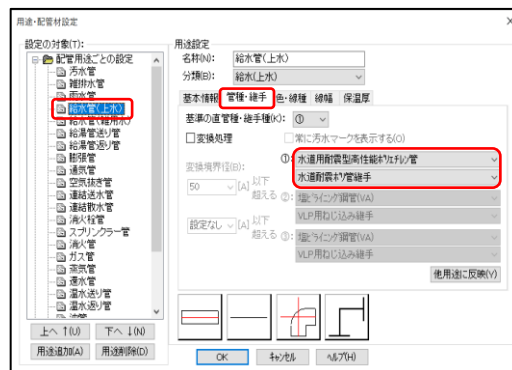 用途・配管材設定
設定の対象(T):
配管用途ごとの設定
汚水管
雑排水管
雨水管
給水管(上水)
給水管(雑用水)
給湯管送り管
給湯管返り管
膨張管
通気管
空気抜き管
連結送水管
連結散水管
消火栓管
スプリンクラー管
消火管
ガス管
蒸気管
還水管
温水送り管
温水返り管
油管
上へ ↑(U)
下へ ↓(N)
用途追加(A)
用途削除(D)
用途設定
名称(N): 給水管(上水)
分類(B): 給水(上水)
基本情報 管種・継手 色・線種 線幅 保温厚
基準の直管種・継手種(K): ①
変換処理
常に汚水マークを表示する(O)
変換境界径(B):
①: 水道用耐震型高性能ポリエチレン管
水道耐震ポリ管継手
50 [A] 以下
超える ②: 塩ビライニング鋼管(VA)
VLP用ねじ込み継手
設定なし [A] 以下
超える ③: 塩ビライニング鋼管(VA)
VLP用ねじ込み継手
他用途に反映(V)
OK
キャンセル
ヘルプ(H)